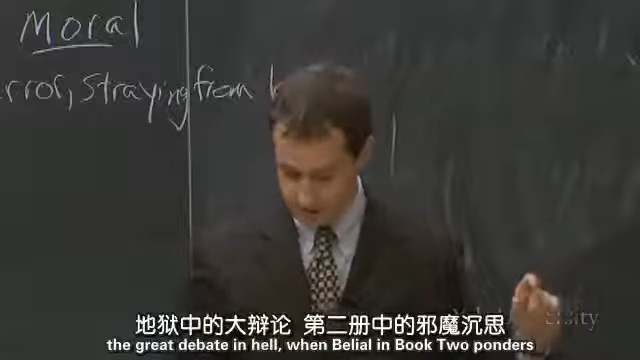 Moral
error, straying from
地狱中的大辩论 第二册中的邪魔沉思
the great debate in hell, when Belial in Book Two ponders